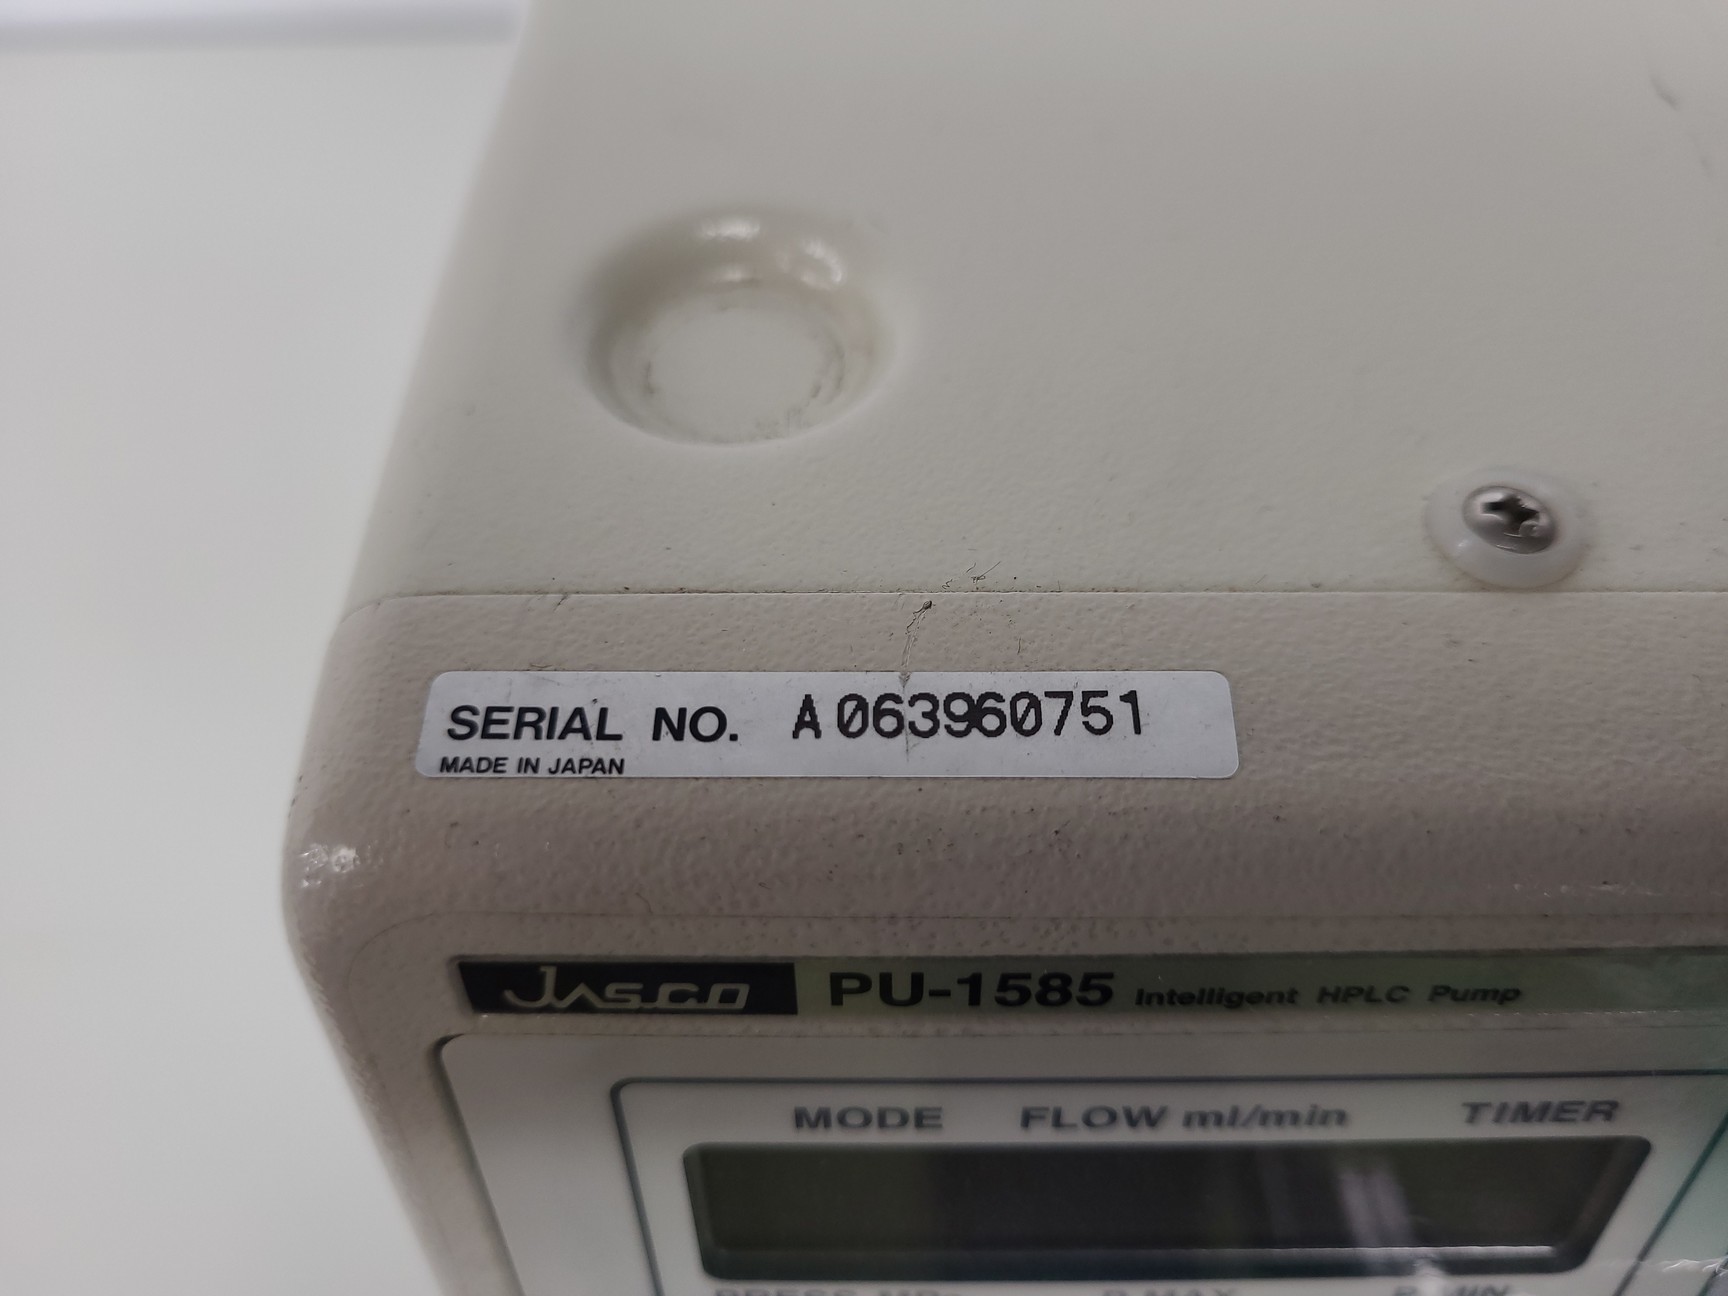 SERIAL NO. A063960751
MADE IN JAPAN
JASCO PU-1585 Intelligent HPLC Pump
MODE FLOW ml/min TIMER